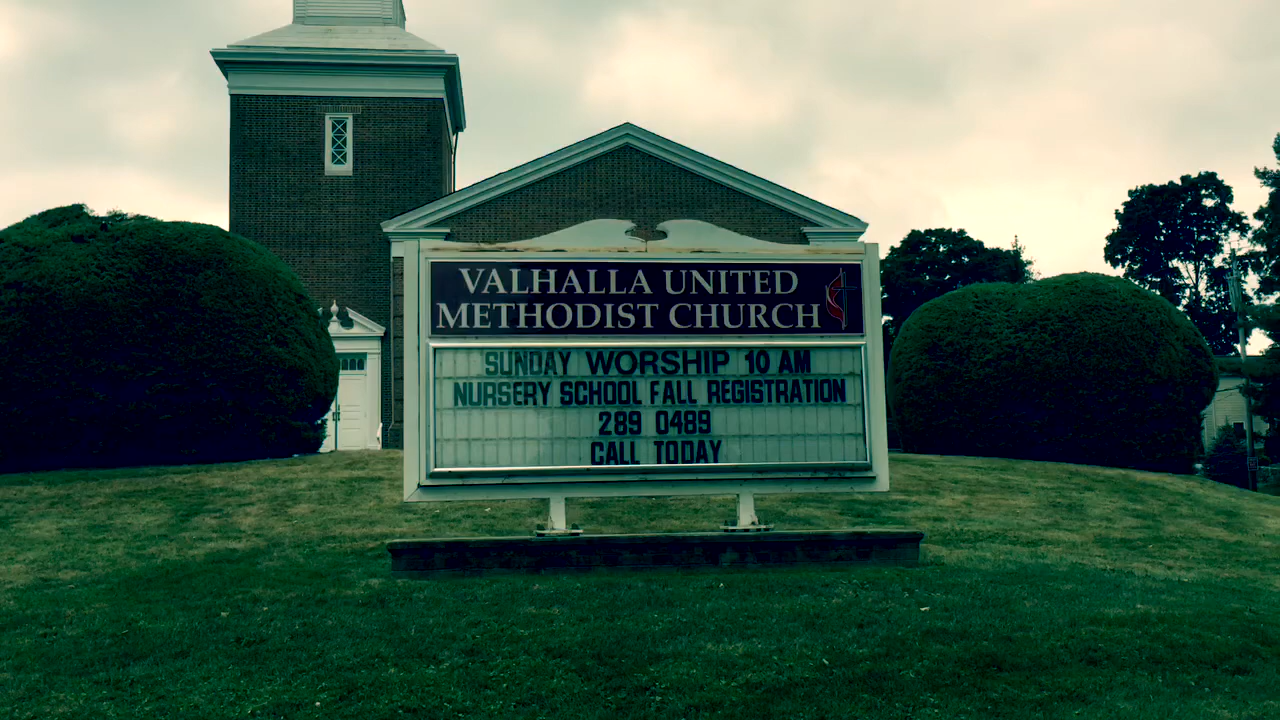 VALHALLA UNITED
METHODIST CHURCH
SUNDAY WORSHIP 10 AM
NURSERY SCHOOL FALL REGISTRATION
289 0489
CALL TODAY